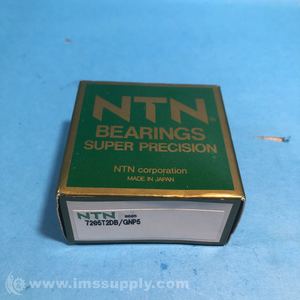 NTN®
BEARINGS
SUPER PRECISION
NTN corporation
MADE IN JAPAN
NTN
7205T2DB/GNP5
© www.imssupply.com